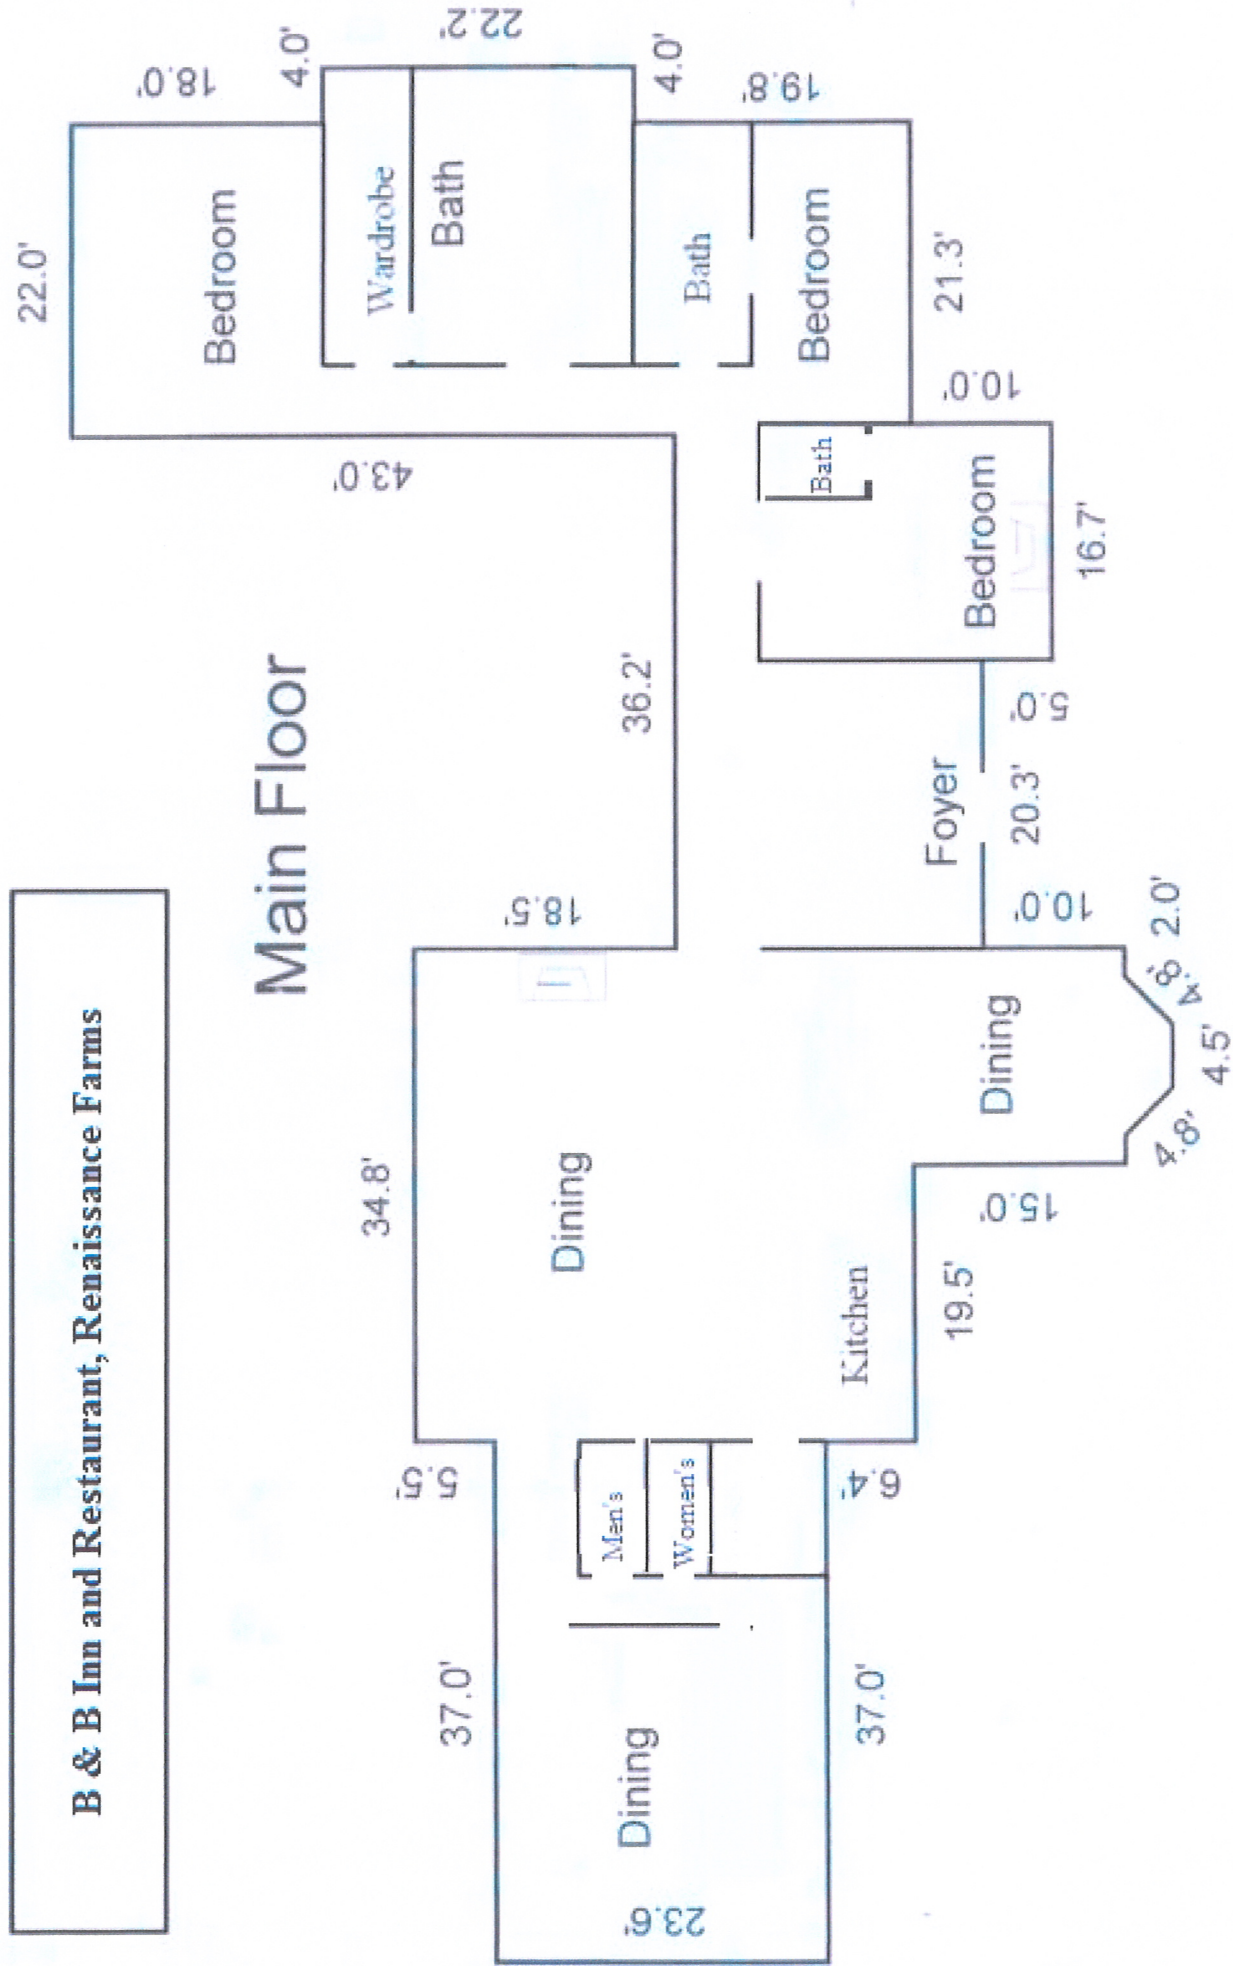 B & B Inn and Restaurant, Renaissance Farms
22.0'
18.0'
Bedroom
Main Floor
4.0'
43.0'
Wardrobe
34.8'
5.5'
Bath
22.2'
37.0'
18.5'
Dining
Men's
36.2'
4.0'
Dining
23.6'
Women's
Bath
19.8'
Bedroom
Bath
Kitchen
6.4'
37.0'
Foyer
21.3'
19.5'
10.0'
Bedroom
Dining
15.0'
20.3'
5.0'
10.0'
16.7'
2.0'
4.8'
4.8'
4.5'